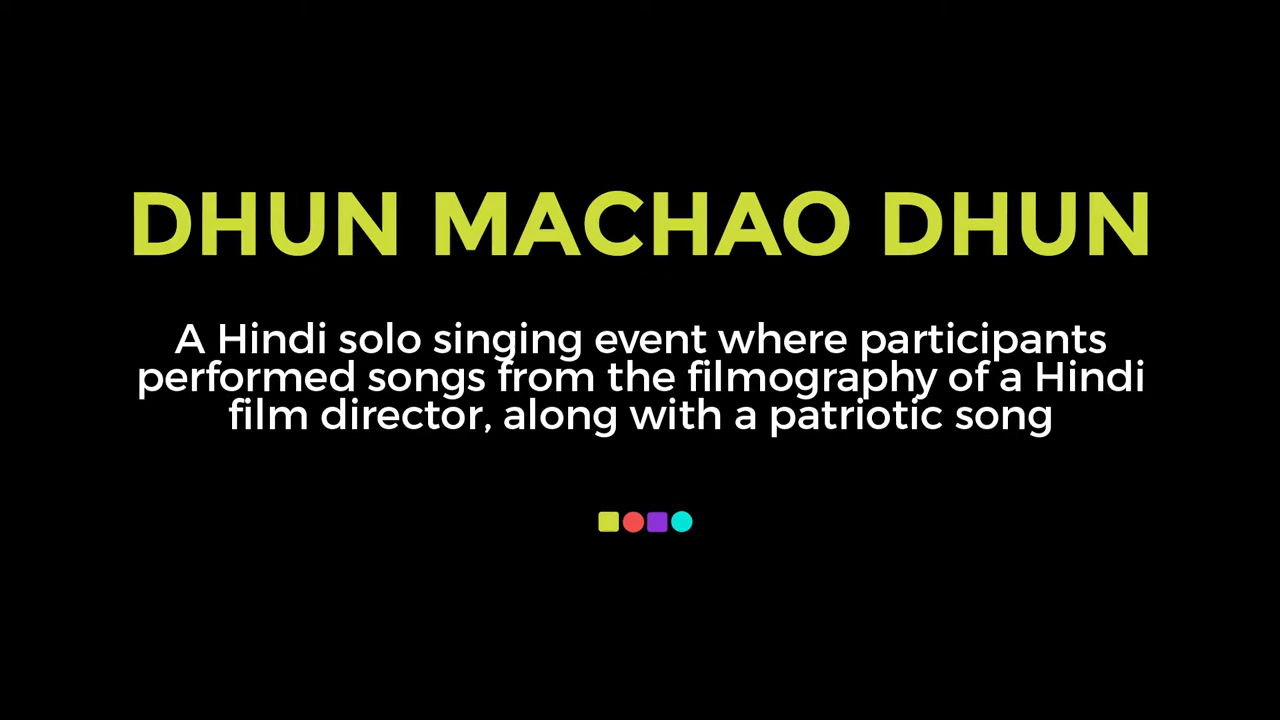 DHUN MACHAO DHUN
A Hindi solo singing event where participants
performed songs from the filmography of a Hindi
film director, along with a patriotic song